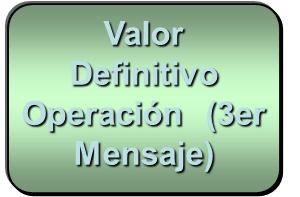 Valor
Definitivo
Operación (3er
Mensaje)